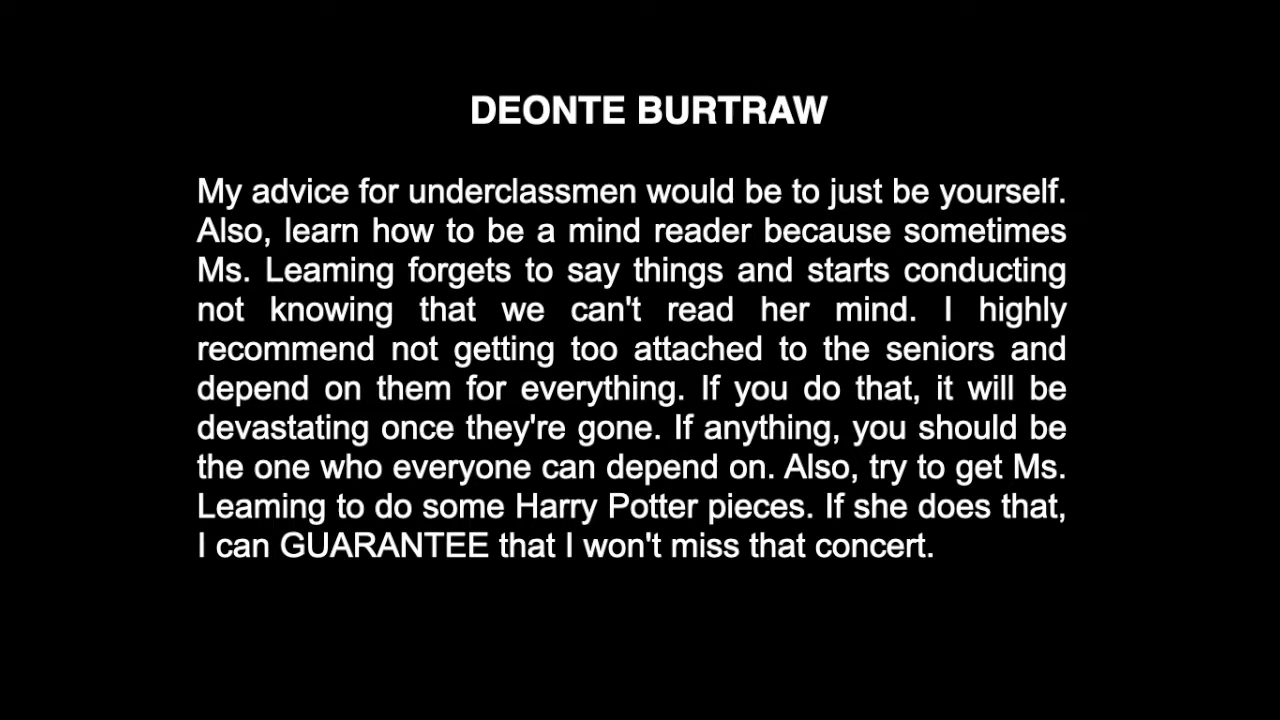 DEONTE BURTRAW
My advice for underclassmen would be to just be yourself.
Also, learn how to be a mind reader because sometimes
Ms. Leaming forgets to say things and starts conducting
not knowing that we can't read her mind. I highly
recommend not getting too attached to the seniors and
depend on them for everything. If you do that, it will be
devastating once they're gone. If anything, you should be
the one who everyone can depend on. Also, try to get Ms.
Leaming to do some Harry Potter pieces. If she does that,
I can GUARANTEE that I won't miss that concert.